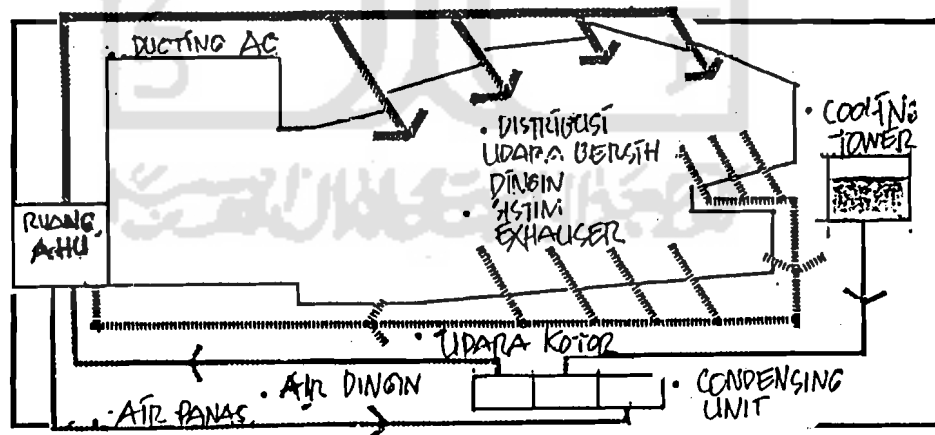 • DUCTING AC
• DISTRIBUSI
UDARA BERSIH
DINGIN
• SISTIM
EXHAUSER
• COOLING
TOWER
RUANG
AHU
• UDARA KOTOR
• AIR DINGIN
• CONDENSING
UNIT
• AIR PANAS